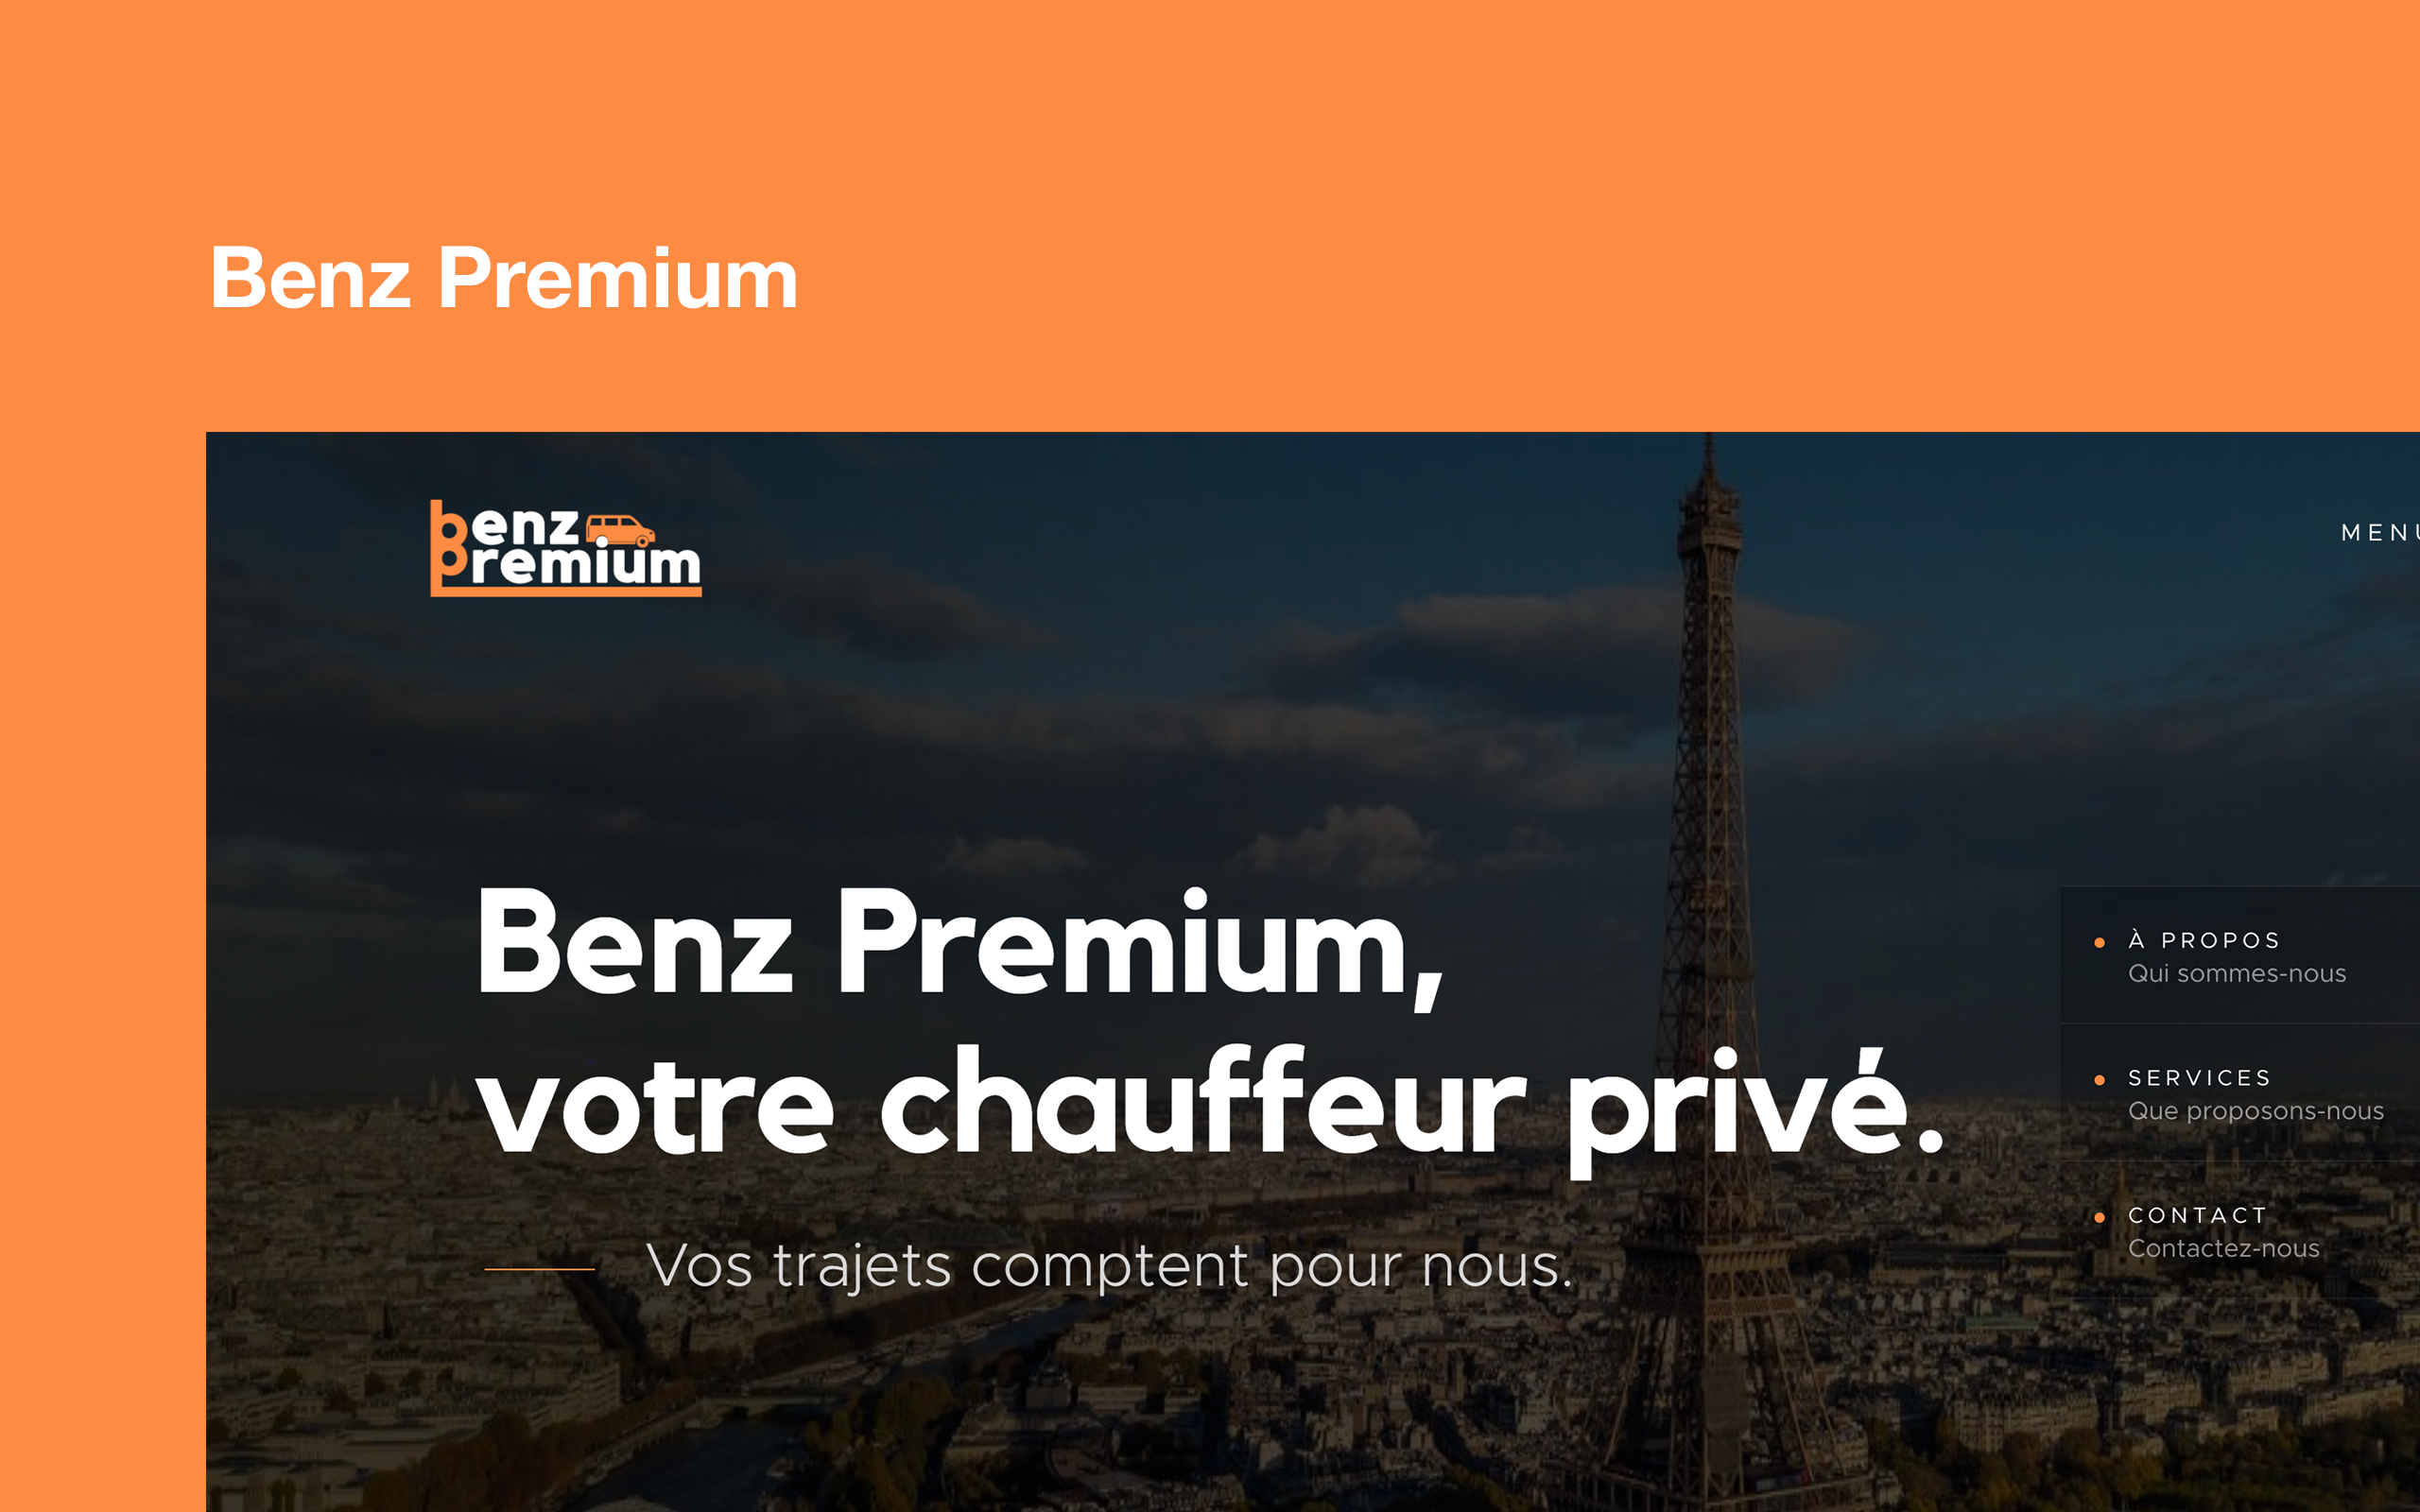 Benz Premium
benz
premium
MENU
Benz Premium,
votre chauffeur privé.
Vos trajets comptent pour nous.
À PROPOS
Qui sommes-nous
SERVICES
Que proposons-nous
CONTACT
Contactez-nous